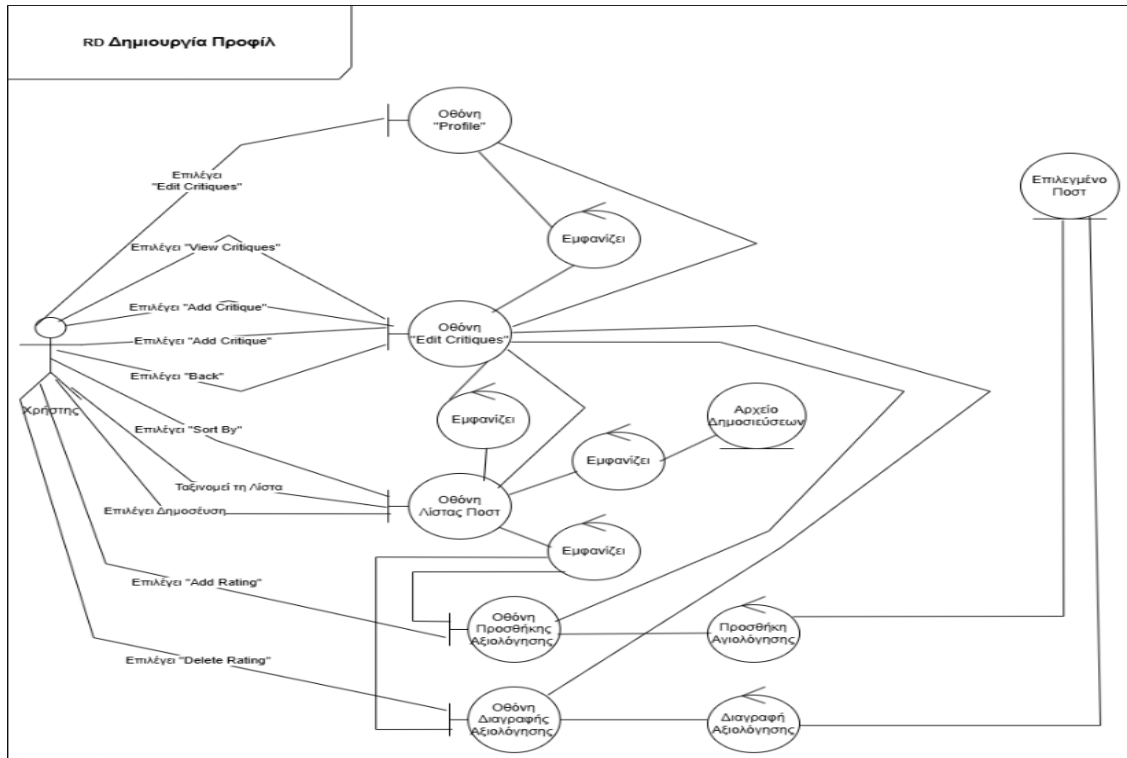 RD Δημιουργία Προφίλ
Οθόνη
"Profile"
Επιλεγμένο
Ποστ
Επιλέγει
"Edit Critiques"
Εμφανίζει
Επιλέγει "View Critiques"
Επιλέγει "Add Critique"
Οθόνη
"Edit Critiques"
Επιλέγει "Add Critique"
Επιλέγει "Back"
Χρήστης
Εμφανίζει
Αρχείο
Δημοσιεύσεων
Επιλέγει "Sort By"
Εμφανίζει
Ταξινομεί τη Λίστα
Οθόνη
Λίστας Ποστ
Επιλέγει Δημοσέυση
Εμφανίζει
Επιλέγει "Add Rating"
Οθόνη
Προσθήκης
Αξιολόγησης
Προσθήκη
Αγιολόγησης
Επιλέγει "Delete Rating"
Οθόνη
Διαγραφής
Αξιολόγησης
Διαγραφή
Αξιολόγησης